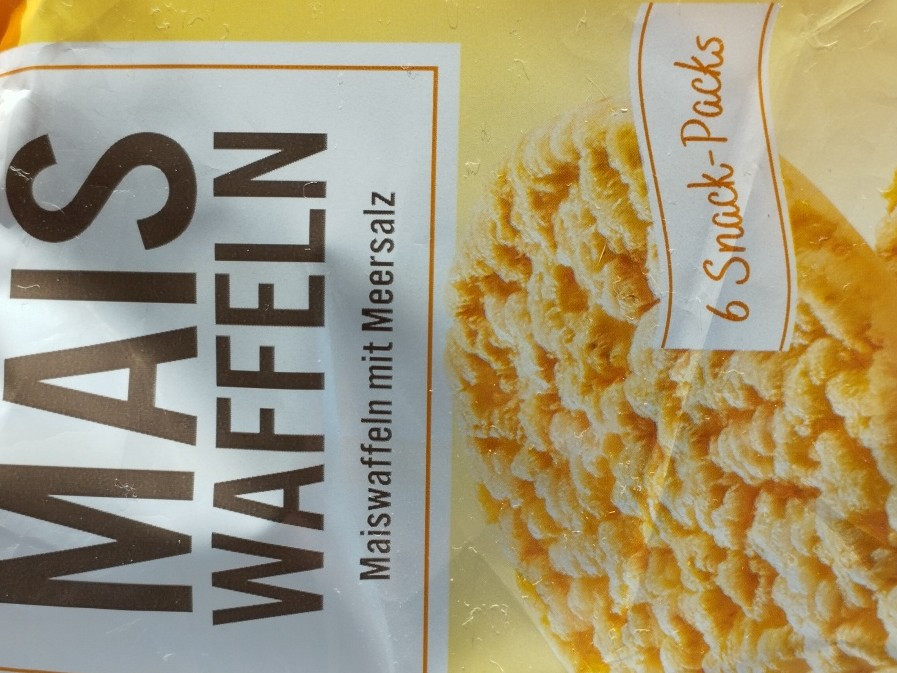 MAIS
WAFFELN
Maiswaffeln mit Meersalz
6 Snack-Packs